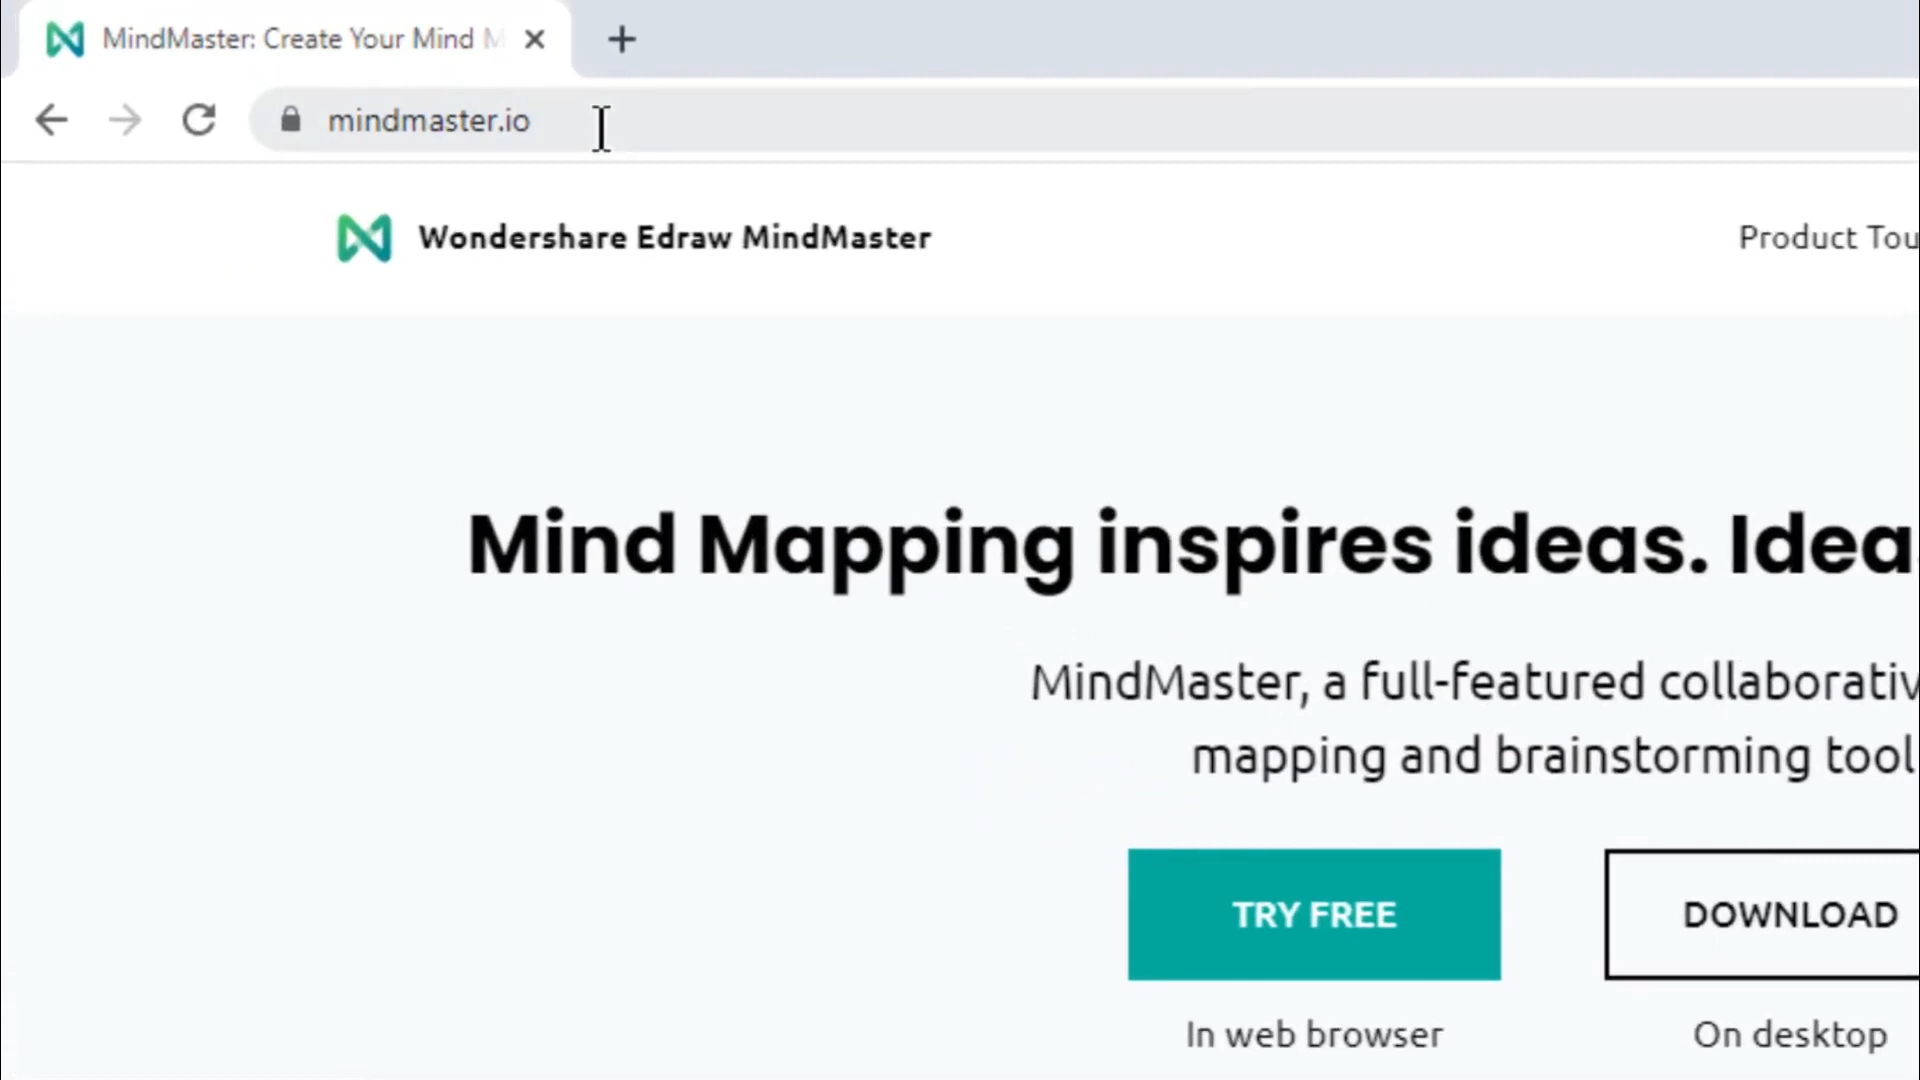 MindMaster: Create Your Mind M
mindmaster.io
Wondershare Edraw MindMaster
Product Tou
Mind Mapping inspires ideas. Idea
MindMaster, a full-featured collaborativ
mapping and brainstorming tool
TRY FREE
DOWNLOAD
In web browser
On desktop